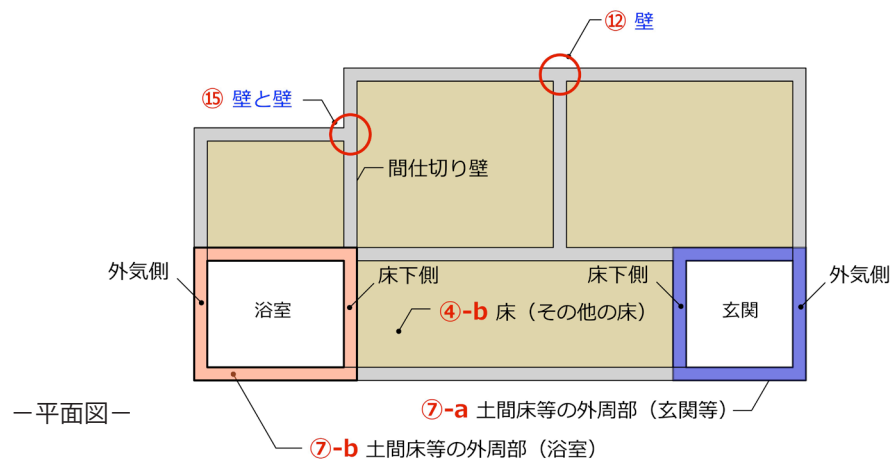 ⑫ 壁
⑮ 壁と壁
間仕切り壁
外気側
床下側
床下側
外気側
浴室
④-b 床（その他の床）
玄関
－平面図－
⑦-a 土間床等の外周部（玄関等）
⑦-b 土間床等の外周部（浴室）